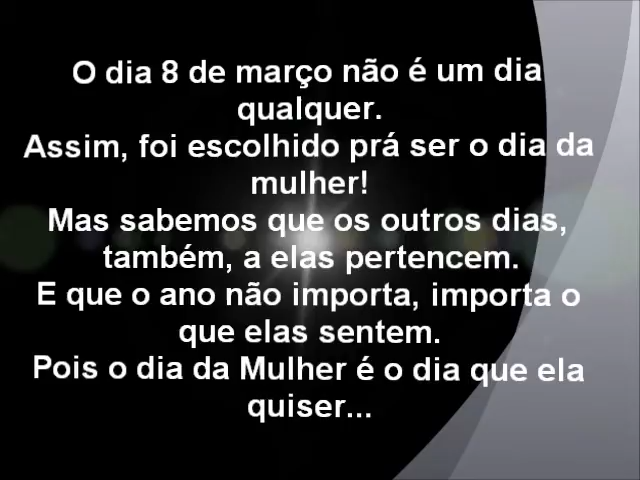 O dia 8 de março não é um dia
qualquer.
Assim, foi escolhido prá ser o dia da
mulher!
Mas sabemos que os outros dias,
também, a elas pertencem.
E que o ano não importa, importa o
que elas sentem.
Pois o dia da Mulher é o dia que ela
quiser...